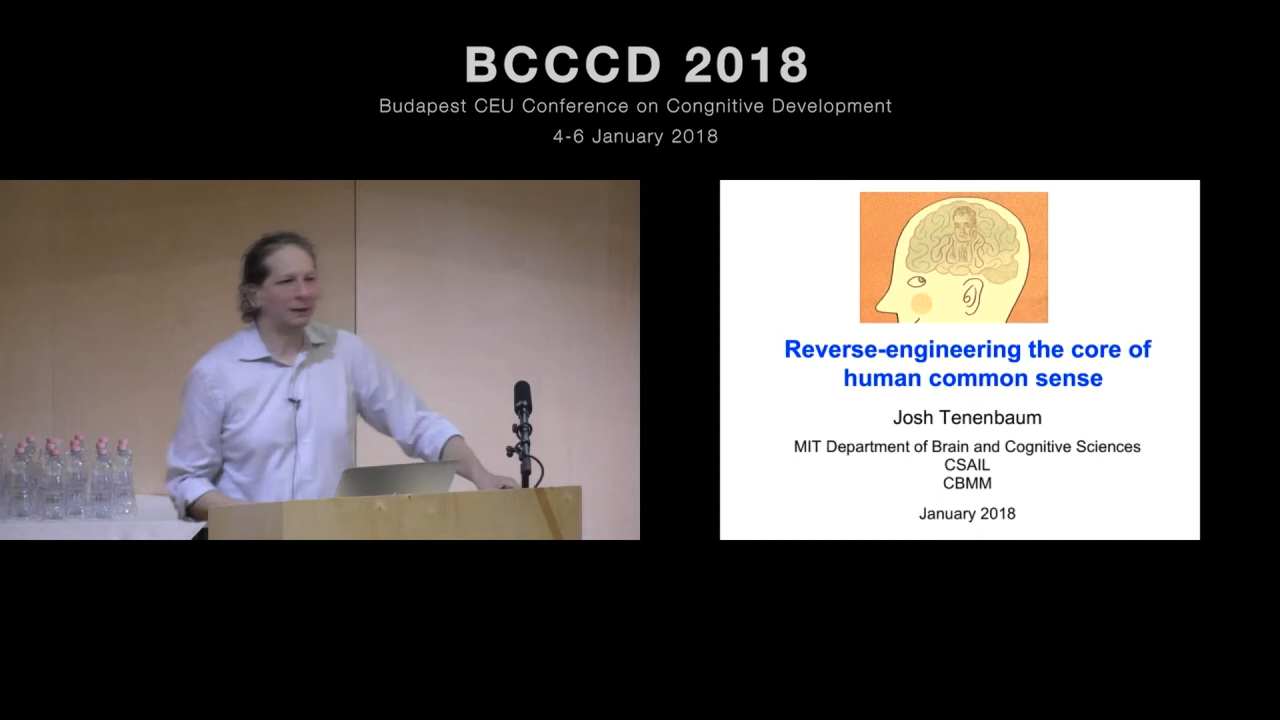 BCCCD 2018
Budapest CEU Conference on Congnitive Development
4-6 January 2018
Reverse-engineering the core of
human common sense
Josh Tenenbaum
MIT Department of Brain and Cognitive Sciences
CSAIL
CBMM
January 2018